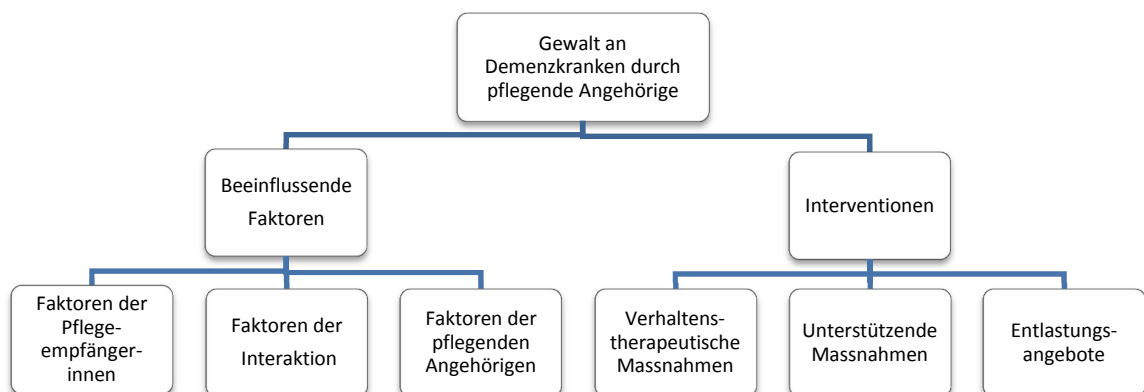 Gewalt an
Demenzkranken durch
pflegende Angehörige
Beeinflussende
Faktoren
Interventionen
Faktoren der
Pflege-
empfänger-
innen
Faktoren der
Interaktion
Faktoren der
pflegenden
Angehörigen
Verhaltens-
therapeutische
Massnahmen
Unterstützende
Massnahmen
Entlastungs-
angebote